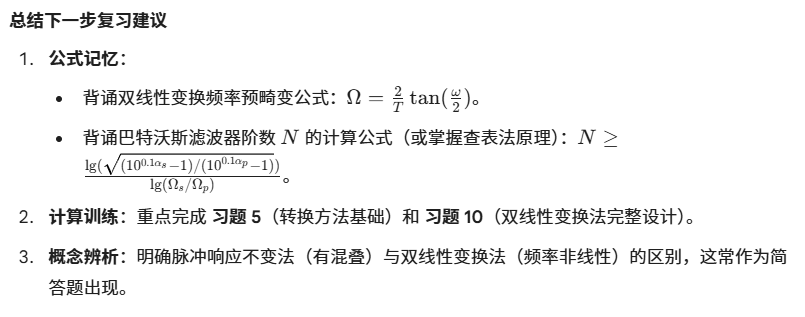 总结下一步复习建议
1. 公式记忆：
• 背诵双线性变换频率预畸变公式：$\Omega = \frac{2}{T}\tan(\frac{\omega}{2})$。
• 背诵巴特沃斯滤波器阶数 $N$ 的计算公式（或掌握查表法原理）：$N \geq$
$\frac{\lg(\sqrt{(10^{0.1\alpha_s}-1)/(10^{0.1\alpha_p}-1)})}{\lg(\Omega_s/\Omega_p)}$。
2. 计算训练：重点完成 习题 5（转换方法基础）和 习题 10（双线性变换法完整设计）。
3. 概念辨析：明确脉冲响应不变法（有混叠）与双线性变换法（频率非线性）的区别，这常作为简
答题出现。